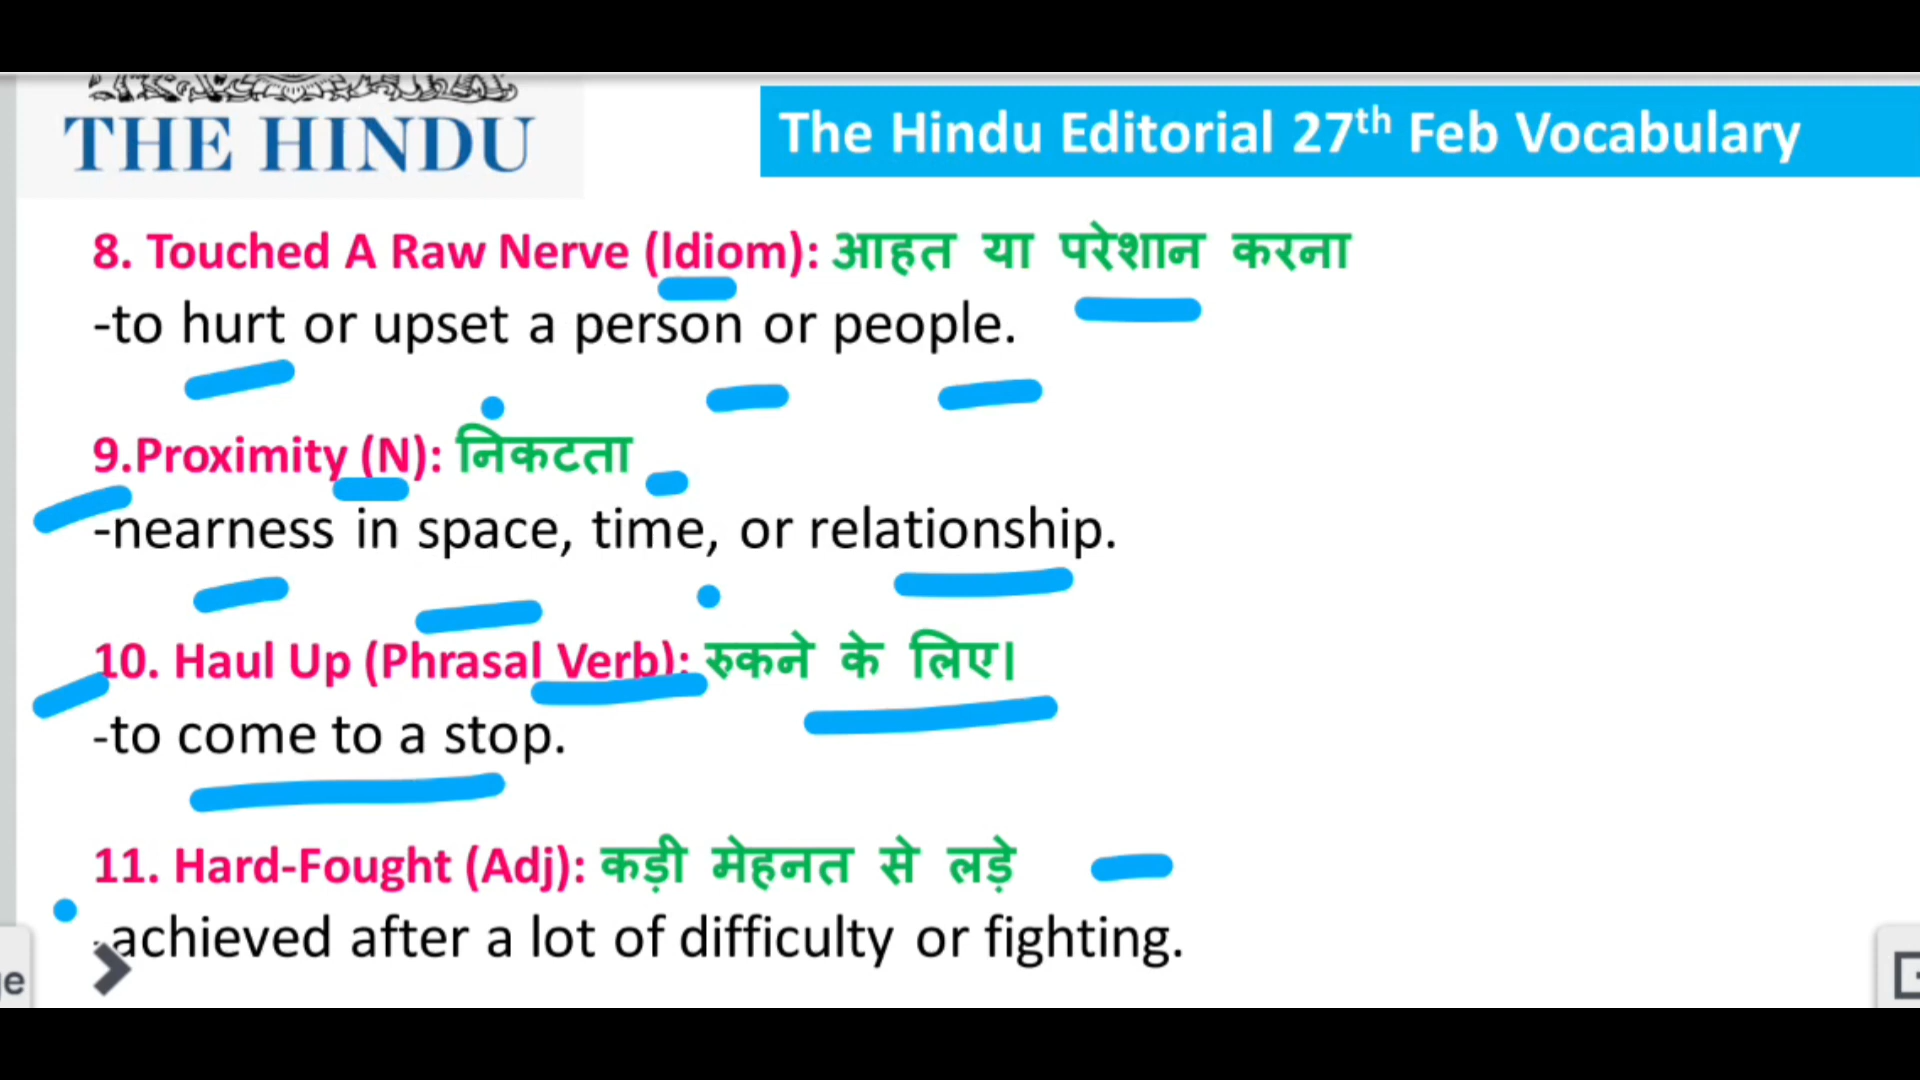 THE HINDU
The Hindu Editorial 27th Feb Vocabulary
8. Touched A Raw Nerve (Idiom): आहत या परेशान करना
-to hurt or upset a person or people.
9.Proximity (N): निकटता
-nearness in space, time, or relationship.
10. Haul Up (Phrasal Verb): रुकने के लिए।
-to come to a stop.
11. Hard-Fought (Adj): कड़ी मेहनत से लड़े
-achieved after a lot of difficulty or fighting.